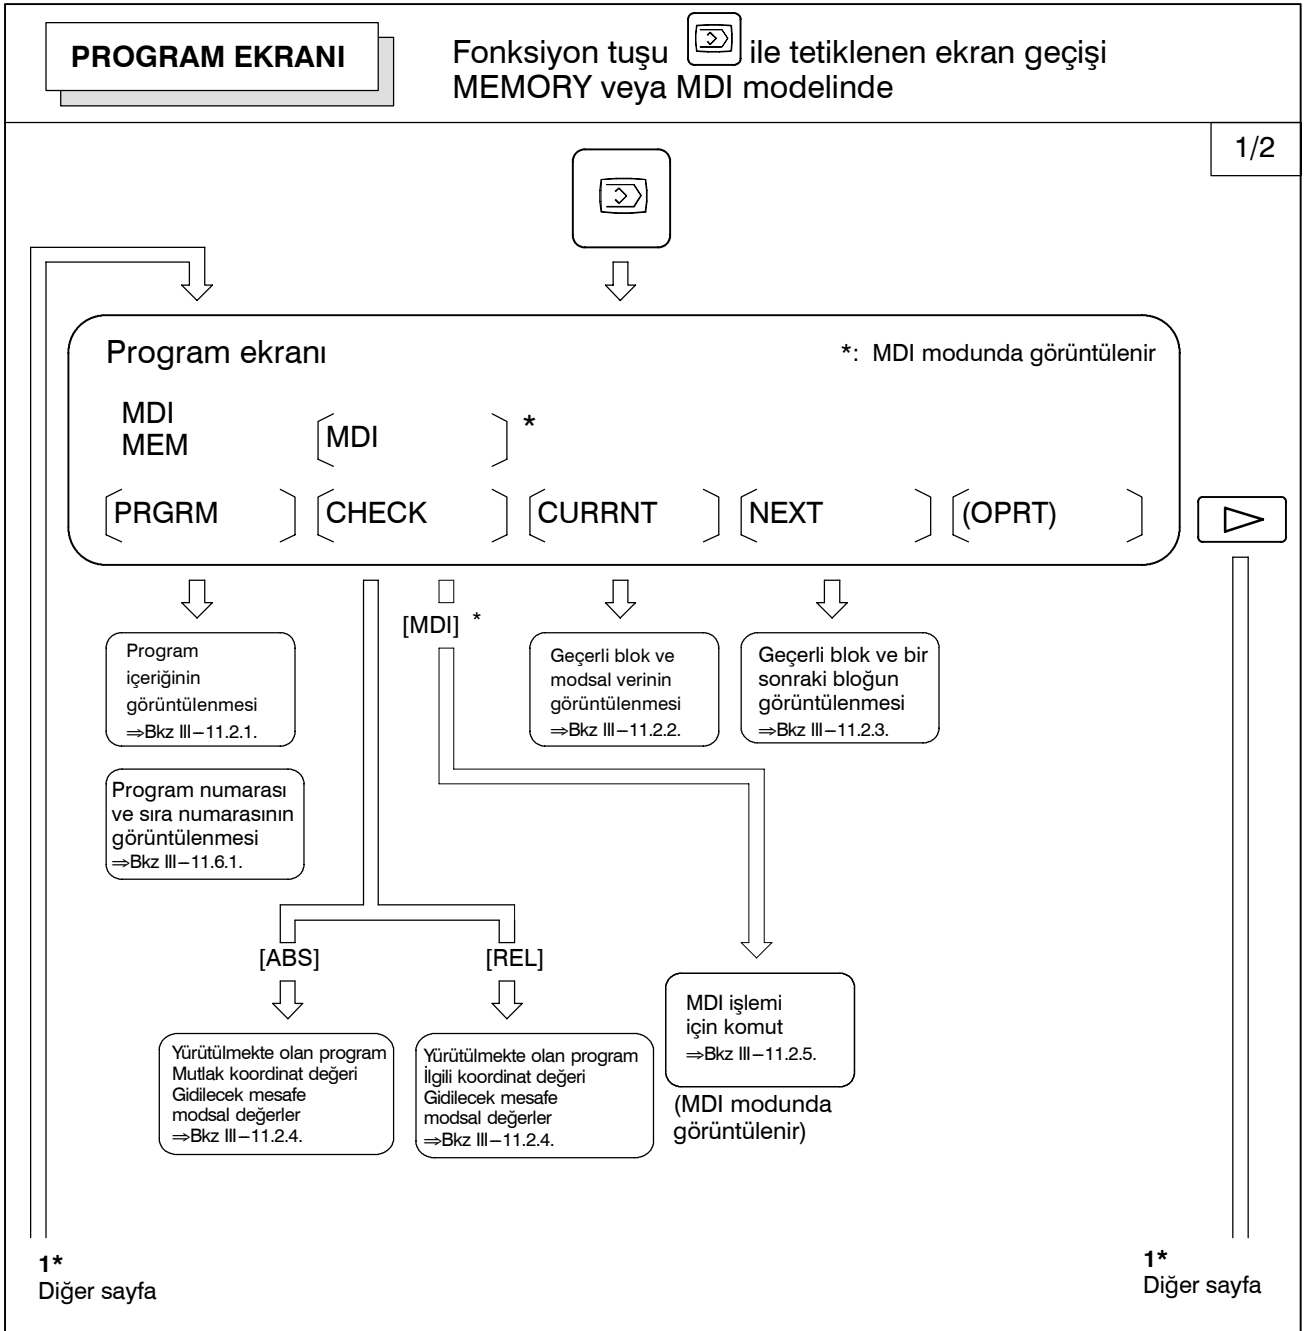 PROGRAM EKRANI
Fonksiyon tuşu ile tetiklenen ekran geçişi
MEMORY veya MDI modelinde
1/2
Program ekranı
*: MDI modunda görüntülenir
MDI
MEM
[MDI] *
[PRGRM] [CHECK] [CURRNT] [NEXT] [(OPRT)]
[MDI] *
Program
içeriğinin
görüntülenmesi
⇒Bkz III–11.2.1.
Geçerli blok ve
modsal verinin
görüntülenmesi
⇒Bkz III–11.2.2.
Geçerli blok ve bir
sonraki bloğun
görüntülenmesi
⇒Bkz III–11.2.3.
Program numarası
ve sıra numarasının
görüntülenmesi
⇒Bkz III–11.6.1.
[ABS]
[REL]
Yürütülmekte olan program
Mutlak koordinat değeri
Gidilecek mesafe
modsal değerler
⇒Bkz III–11.2.4.
Yürütülmekte olan program
İlgili koordinat değeri
Gidilecek mesafe
modsal değerler
⇒Bkz III–11.2.4.
MDI işlemi
için komut
⇒Bkz III–11.2.5.
(MDI modunda
görüntülenir)
1*
Diğer sayfa
1*
Diğer sayfa